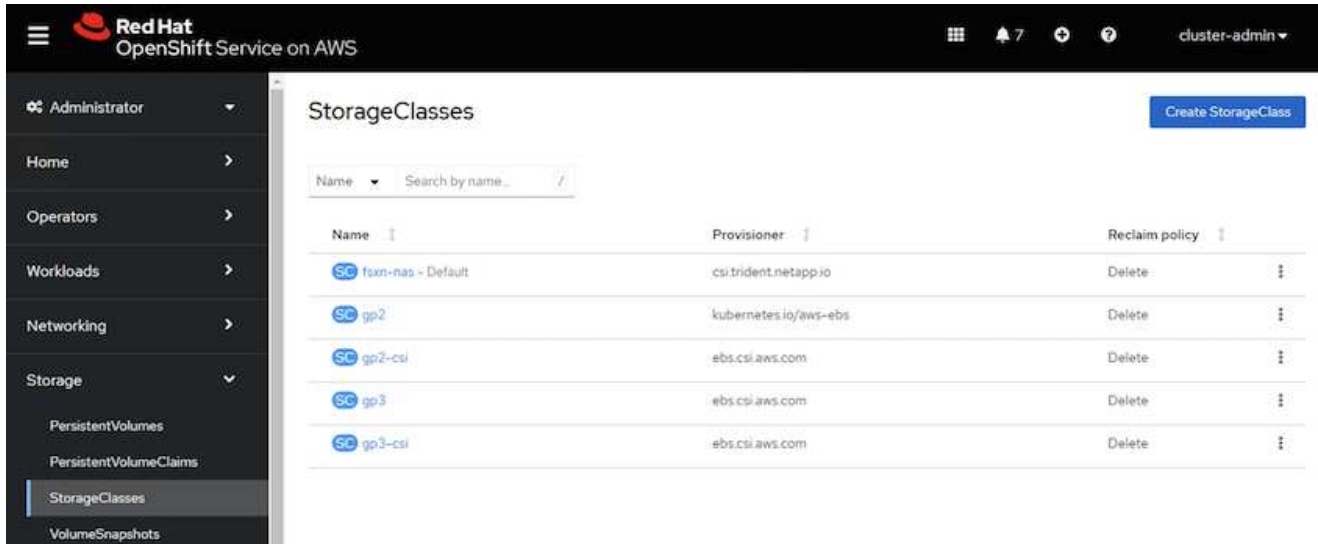 Red Hat
OpenShift Service on AWS
7
cluster-admin
Administrator
Home
Operators
Workloads
Networking
Storage
PersistentVolumes
PersistentVolumeClaims
StorageClasses
VolumeSnapshots
StorageClasses
Create StorageClass
Name Search by name... /
Name Provisioner Reclaim policy
SC fsxn-nas - Default csi.trident.netapp.io Delete
SC gp2 kubernetes.io/aws-ebs Delete
SC gp2-csi ebs.csi.aws.com Delete
SC gp3 ebs.csi.aws.com Delete
SC gp3-csi ebs.csi.aws.com Delete